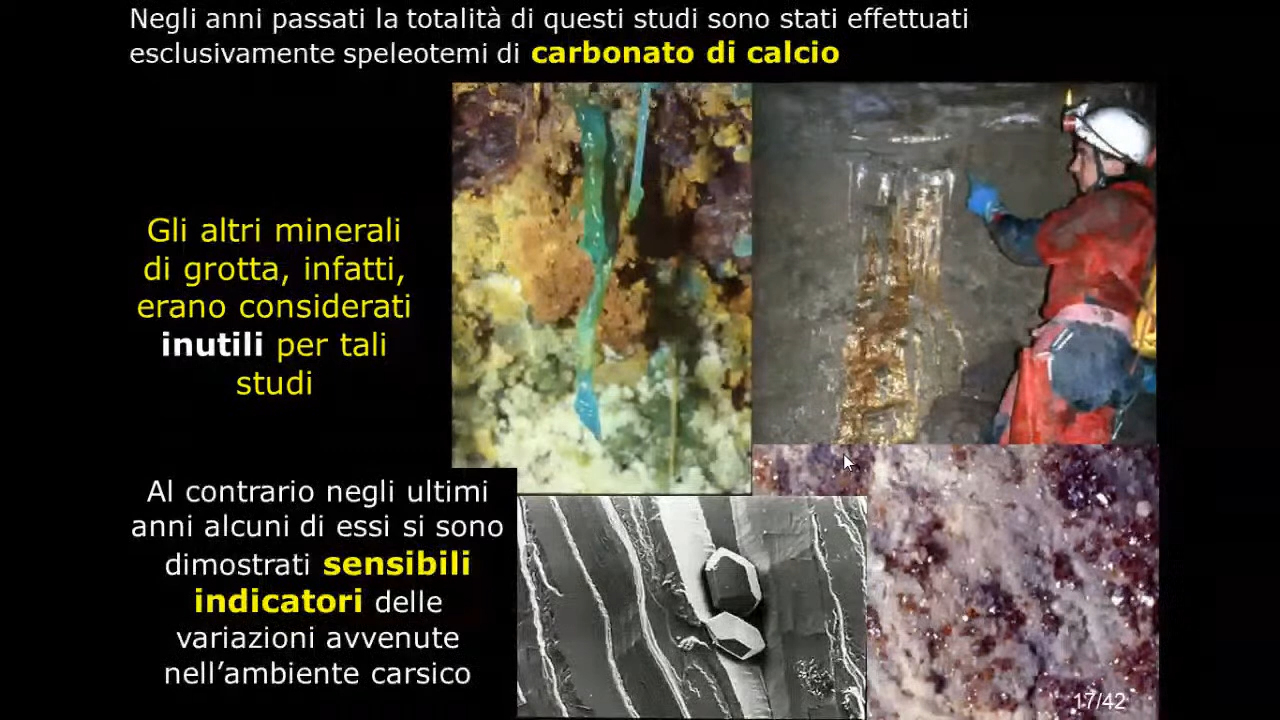 Negli anni passati la totalità di questi studi sono stati effettuati
esclusivamente speleotemi di carbonato di calcio
Gli altri minerali
di grotta, infatti,
erano considerati
inutili per tali
studi
Al contrario negli ultimi
anni alcuni di essi si sono
dimostrati sensibili
indicatori delle
variazioni avvenute
nell’ambiente carsico
17/42